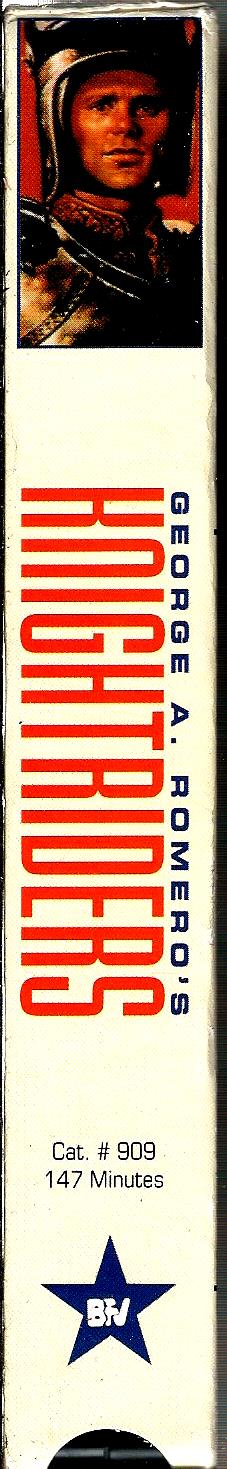 GEORGE A. ROMERO'S
KNIGHTRIDERS
Cat. # 909
147 Minutes
BFV